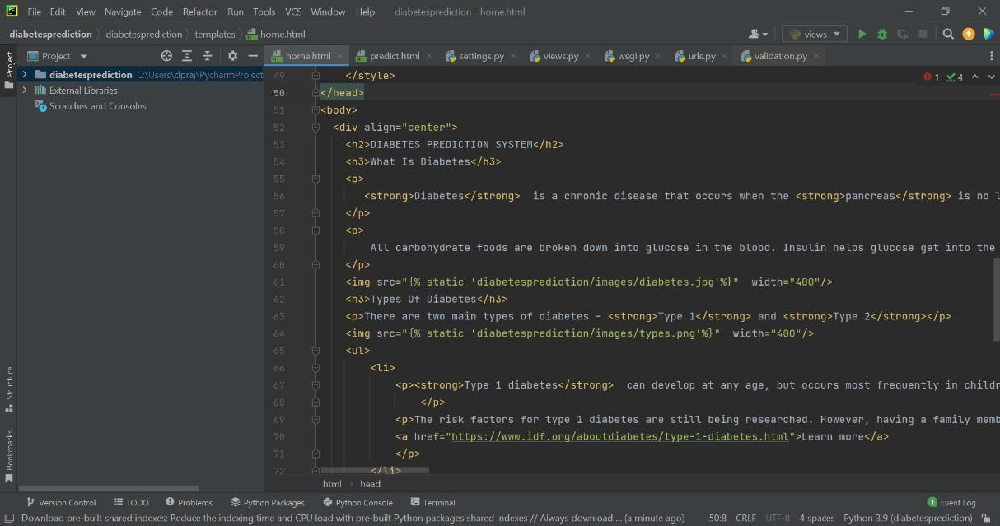 PC File Edit View Navigate Code Refactor Run Tools VCS Window Help diabetesprediction - home.html
diabetesprediction diabetesprediction templates home.html views
Project
Project
home.html predict.html settings.py views.py wsgi.py urls.py validation.py
diabetesprediction C:\Users\dpraj\PycharmProject
External Libraries
Scratches and Consoles
1 4
49 </style>
50 </head>
51 <body>
52 <div align="center">
53 <h2>DIABETES PREDICTION SYSTEM</h2>
54 <h3>What Is Diabetes</h3>
55 <p>
56 <strong>Diabetes</strong>  is a chronic disease that occurs when the <strong>pancreas</strong> is no l
57 </p>
58 <p>
59 All carbohydrate foods are broken down into glucose in the blood. Insulin helps glucose get into the
60 </p>
61 <img src="{% static 'diabetesprediction/images/diabetes.jpg'%}"  width="400"/>
62 <h3>Types Of Diabetes</h3>
63 <p>There are two main types of diabetes – <strong>Type 1</strong> and <strong>Type 2</strong></p>
64 <img src="{% static 'diabetesprediction/images/types.png'%}"  width="400"/>
65 <ul>
66 <li>
67 <p><strong>Type 1 diabetes</strong>  can develop at any age, but occurs most frequently in childr
68 </p>
69 <p>The risk factors for type 1 diabetes are still being researched. However, having a family memb
70 <a href="https://www.idf.org/aboutdiabetes/type-1-diabetes.html">Learn more</a>
71 </p>
72 </li>
Structure
Bookmarks
html head
Version Control TODO Problems Python Packages Python Console Terminal 1 Event Log
Download pre-built shared indexes: Reduce the indexing time and CPU load with pre-built Python packages shared indexes // Always download ... (a minute ago) 50:8 CRLF UTF-8 4 spaces Python 3.9 (diabetesprediction)